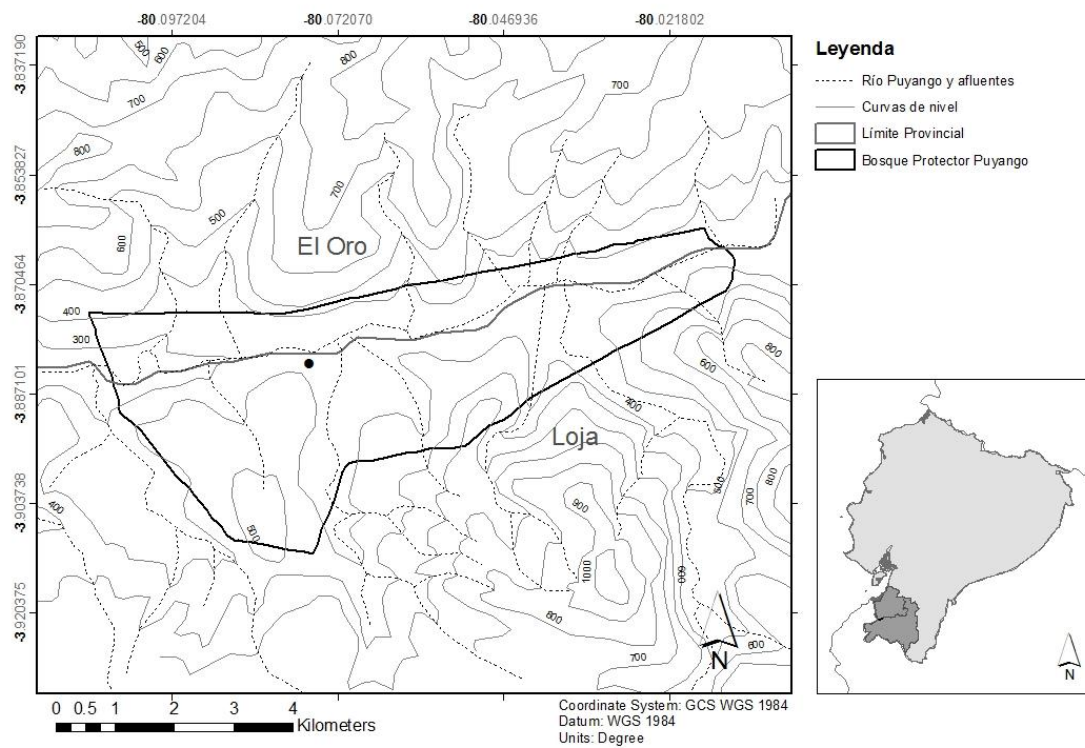 -80.097204 -80.072070 -80.046936 -80.021802
-3.837190
-3.853827
-3.870464
-3.887101
-3.903738
-3.920375
500
600
800
700
700
800
700
500
600
El Oro
400
300
800
600
400
Loja
500
700
800
900
400
500
1000
600
800
700
600
N
0 0.5 1 2 3 4
Kilometers
Coordinate System: GCS WGS 1984
Datum: WGS 1984
Units: Degree
Leyenda
Río Puyango y afluentes
Curvas de nivel
Límite Provincial
Bosque Protector Puyango
N